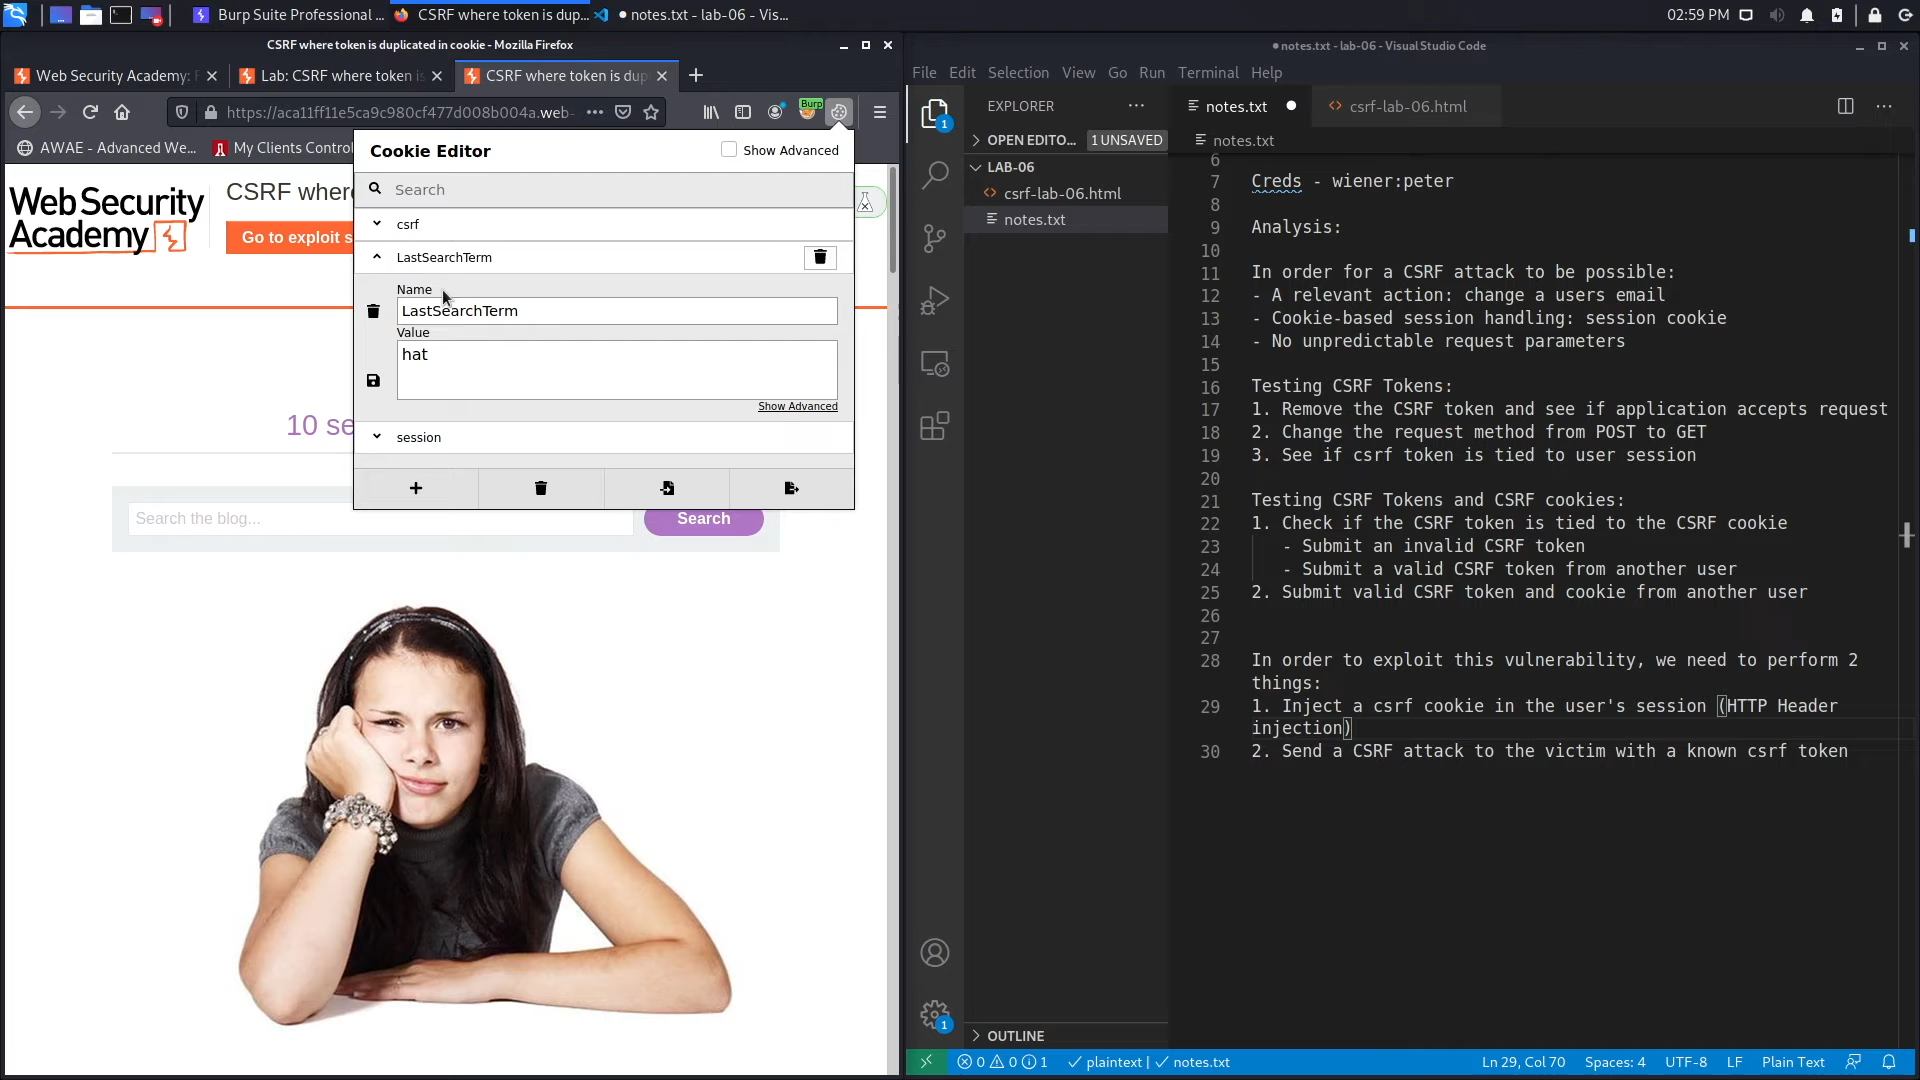 Burp Suite Professional ...
CSRF where token is dup...
● notes.txt - lab-06 - Vis...
02:59 PM
CSRF where token is duplicated in cookie - Mozilla Firefox
Web Security Academy: F
Lab: CSRF where token is
CSRF where token is dup
https://aca11ff11e5ca9c980cf477d008b004a.web-
Burp
AWAE - Advanced We...
My Clients Control
Web Security
Academy
CSRF wher
Go to exploit s
10 se
Search the blog...
Search
Cookie Editor
Show Advanced
Search
csrf
LastSearchTerm
Name
LastSearchTerm
Value
hat
Show Advanced
session
● notes.txt - lab-06 - Visual Studio Code
File Edit Selection View Go Run Terminal Help
EXPLORER
OPEN EDITO... 1 UNSAVED
LAB-06
csrf-lab-06.html
notes.txt
OUTLINE
1
1
notes.txt ●
csrf-lab-06.html
notes.txt
6
7 Creds - wiener:peter
8
9 Analysis:
10
11 In order for a CSRF attack to be possible:
12 - A relevant action: change a users email
13 - Cookie-based session handling: session cookie
14 - No unpredictable request parameters
15
16 Testing CSRF Tokens:
17 1. Remove the CSRF token and see if application accepts request
18 2. Change the request method from POST to GET
19 3. See if csrf token is tied to user session
20
21 Testing CSRF Tokens and CSRF cookies:
22 1. Check if the CSRF token is tied to the CSRF cookie
23 - Submit an invalid CSRF token
24 - Submit a valid CSRF token from another user
25 2. Submit valid CSRF token and cookie from another user
26
27
28 In order to exploit this vulnerability, we need to perform 2
things:
29 1. Inject a csrf cookie in the user's session (HTTP Header
injection)
30 2. Send a CSRF attack to the victim with a known csrf token
0 0 1 plaintext | notes.txt
Ln 29, Col 70 Spaces: 4 UTF-8 LF Plain Text